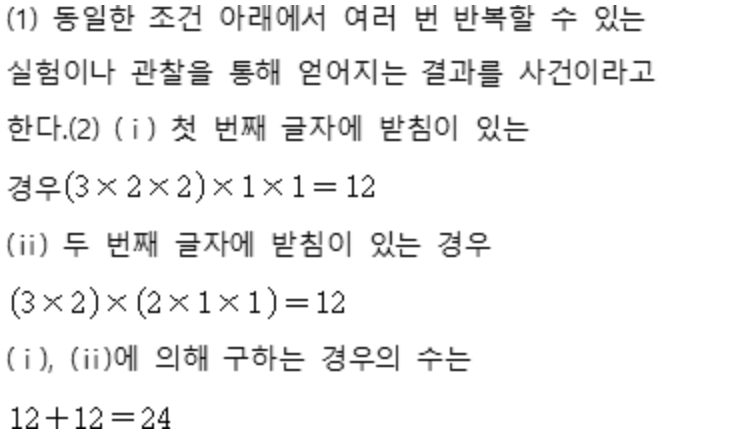 (1) 동일한 조건 아래에서 여러 번 반복할 수 있는
실험이나 관찰을 통해 얻어지는 결과를 사건이라고
한다.(2) (ⅰ) 첫 번째 글자에 받침이 있는
경우(3×2×2)×1×1=12
(ⅱ) 두 번째 글자에 받침이 있는 경우
(3×2)×(2×1×1)=12
(ⅰ), (ⅱ)에 의해 구하는 경우의 수는
12+12=24